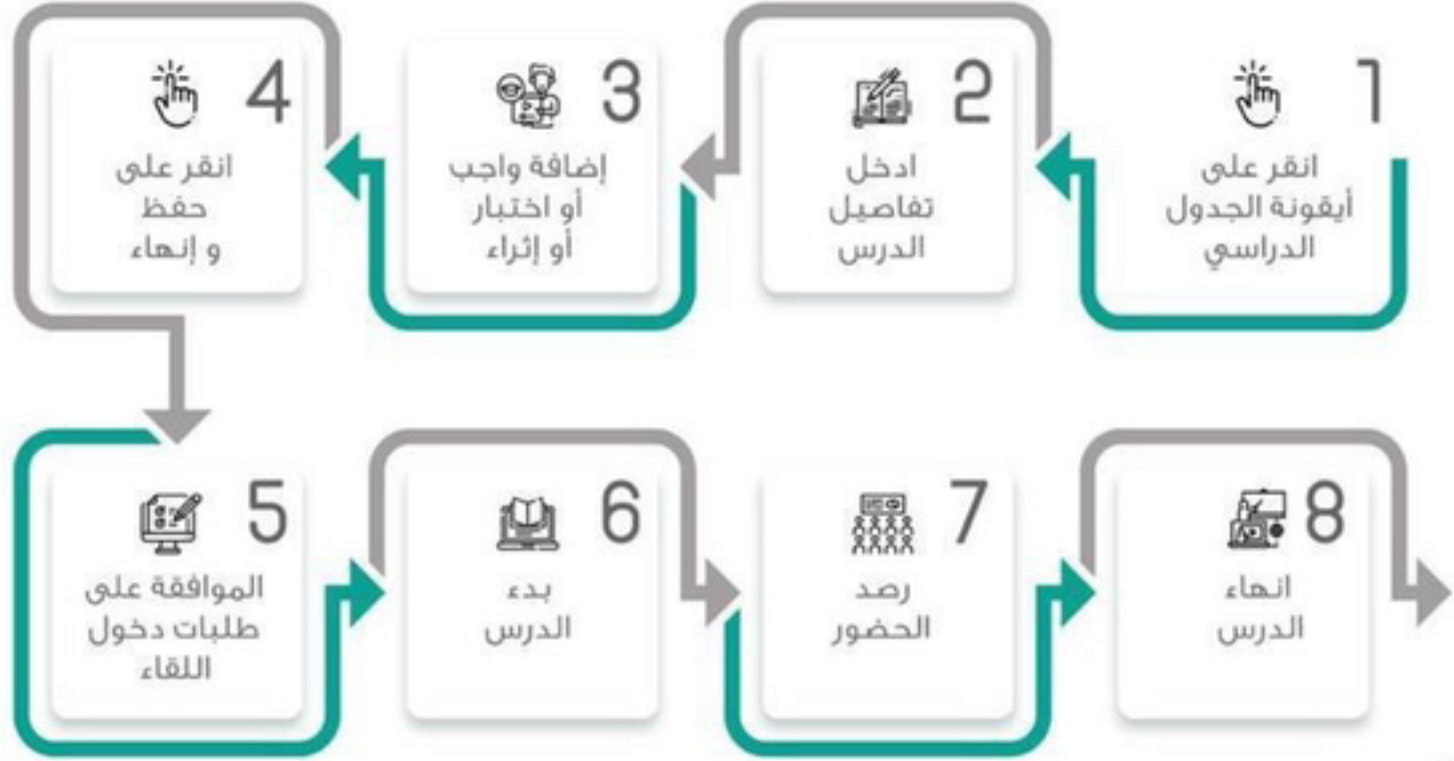 1
انقر على
أيقونة الجدول
الدراسي
2
ادخل
تفاصيل
الدرس
3
إضافة واجب
أو اختبار
أو إثراء
4
انقر على
حفظ
و إنهاء
5
الموافقة على
طلبات دخول
اللقاء
6
بدء
الدرس
7
رصد
الحضور
8
انهاء
الدرس